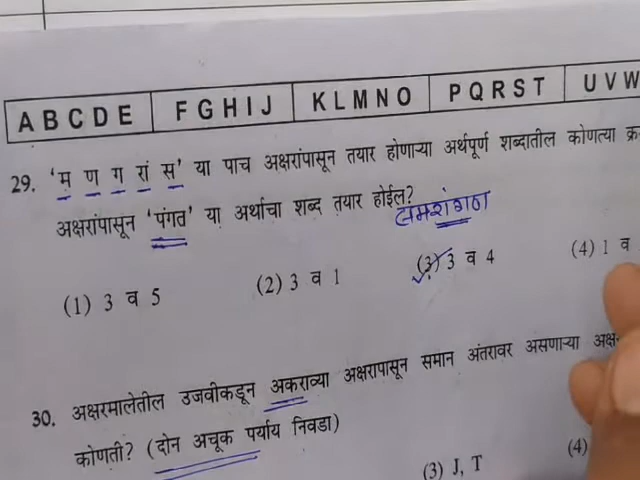 A B C D E F G H I J K L M N O P Q R S T U V W
29. 'म ण ग रां स' या पाच अक्षरांपासून तयार होणाऱ्या अर्थपूर्ण शब्दातील कोणत्या
अक्षरांपासून 'पंगत' या अर्थाचा शब्द तयार होईल?
(1) 3 व 5 (2) 3 व 1 (3) 3 व 4 (4) 1 व
30. अक्षरमालेतील उजवीकडून अकराव्या अक्षरापासून समान अंतरावर असणाऱ्या
कोणती? (दोन अचूक पर्याय निवडा)
(3) J, T (4)